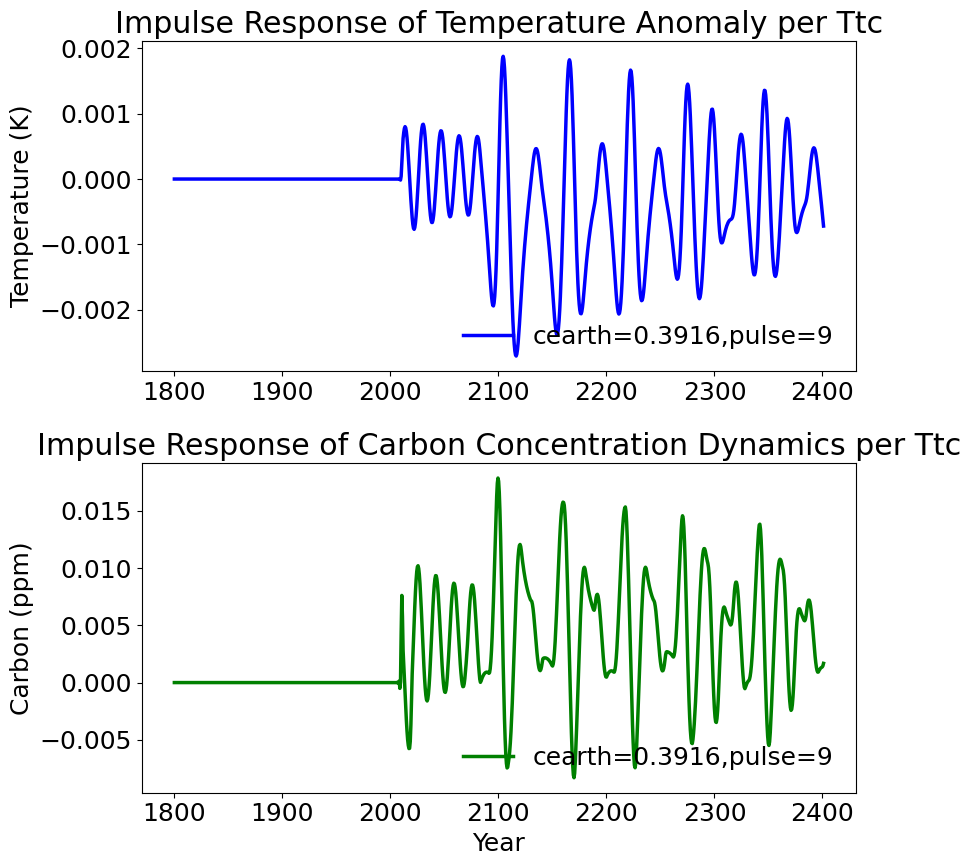 Impulse Response of Temperature Anomaly per Ttc
Temperature (K)
0.002
0.001
0.000
−0.001
−0.002
cearth=0.3916,pulse=9
1800 1900 2000 2100 2200 2300 2400
Impulse Response of Carbon Concentration Dynamics per Ttc
Carbon (ppm)
0.015
0.010
0.005
0.000
−0.005
cearth=0.3916,pulse=9
1800 1900 2000 2100 2200 2300 2400
Year